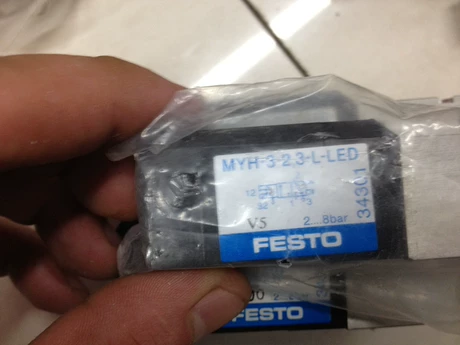 MYH-3-2,3-L-LED
34301
V5 2...8bar
FESTO
FESTO